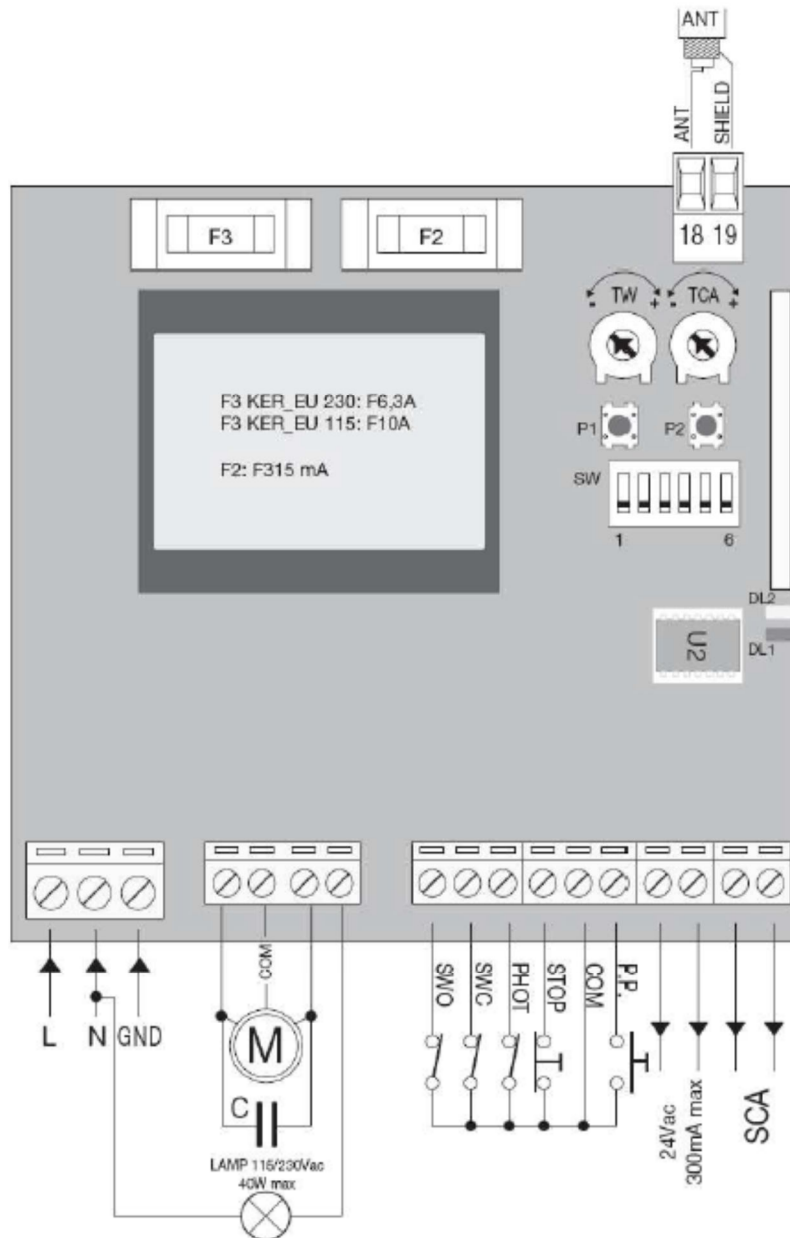 ANT
ANT
SHIELD
18 19
F3
F2
- TW +
- TCA +
F3 KER_EU 230: F6,3A
F3 KER_EU 115: F10A
F2: F315 mA
P1
P2
SW
1
6
DL2
U2
DL1
L
N
GND
COM
M
C
LAMP 115/230Vac
40W max
SWO
SWC
PHOT
STOP
COM
P.P.
24Vac
300mA max
SCA